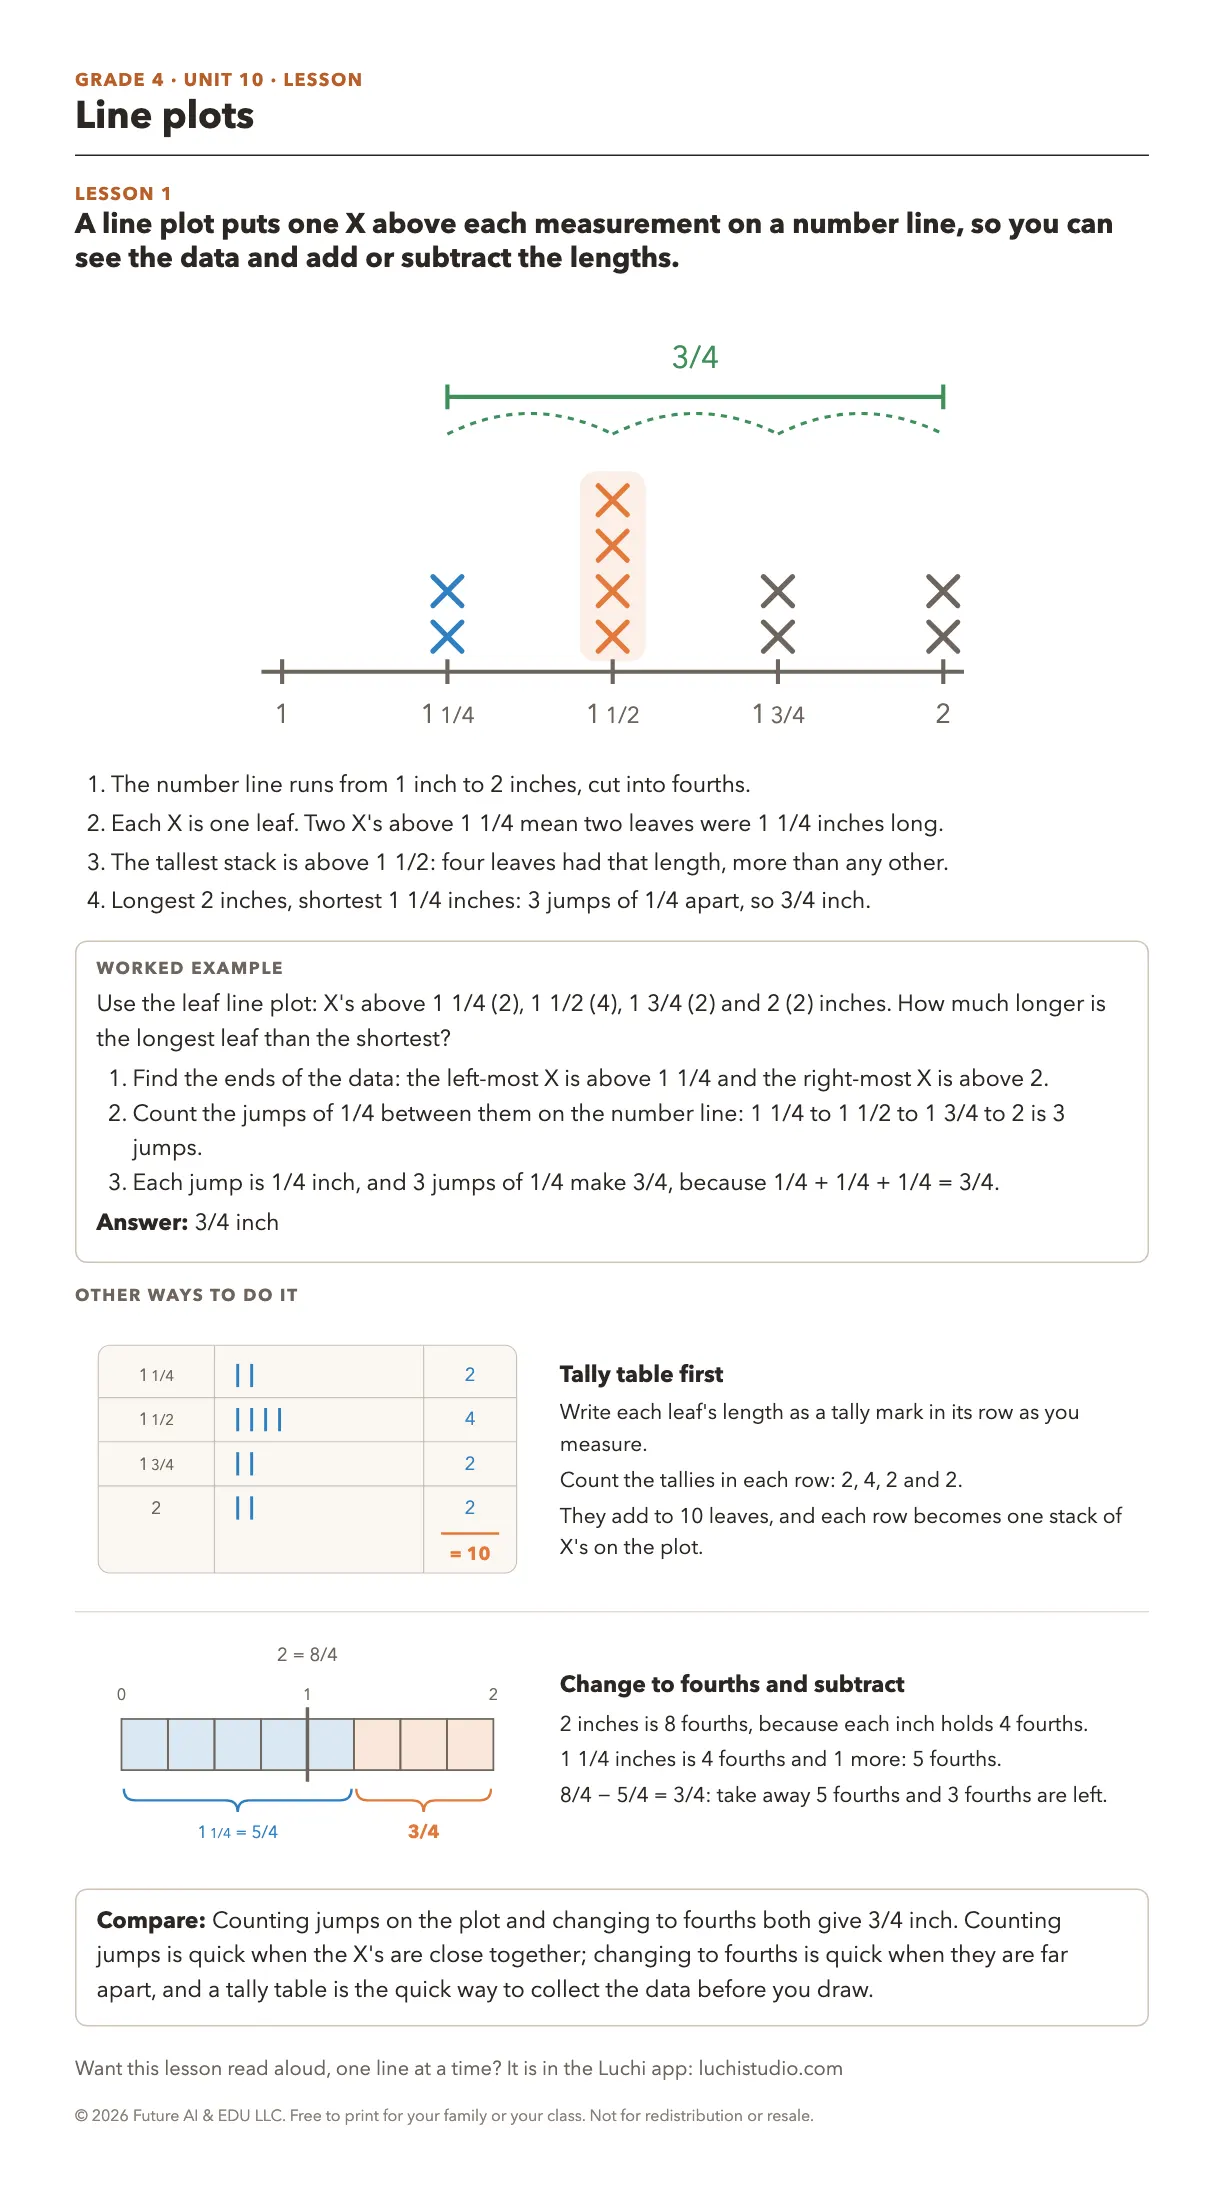 GRADE 4 · UNIT 10 · LESSON
Line plots
LESSON 1
A line plot puts one X above each measurement on a number line, so you can
see the data and add or subtract the lengths.
3/4
1 1 1/4 1 1/2 1 3/4 2
1. The number line runs from 1 inch to 2 inches, cut into fourths.
2. Each X is one leaf. Two X's above 1 1/4 mean two leaves were 1 1/4 inches long.
3. The tallest stack is above 1 1/2: four leaves had that length, more than any other.
4. Longest 2 inches, shortest 1 1/4 inches: 3 jumps of 1/4 apart, so 3/4 inch.
WORKED EXAMPLE
Use the leaf line plot: X's above 1 1/4 (2), 1 1/2 (4), 1 3/4 (2) and 2 (2) inches. How much longer is
the longest leaf than the shortest?
1. Find the ends of the data: the left-most X is above 1 1/4 and the right-most X is above 2.
2. Count the jumps of 1/4 between them on the number line: 1 1/4 to 1 1/2 to 1 3/4 to 2 is 3
jumps.
3. Each jump is 1/4 inch, and 3 jumps of 1/4 make 3/4, because 1/4 + 1/4 + 1/4 = 3/4.
Answer: 3/4 inch
OTHER WAYS TO DO IT
1 1/4 2
1 1/2 4
1 3/4 2
2 2
= 10
Tally table first
Write each leaf's length as a tally mark in its row as you
measure.
Count the tallies in each row: 2, 4, 2 and 2.
They add to 10 leaves, and each row becomes one stack of
X's on the plot.
2 = 8/4
0 1 2
1 1/4 = 5/4 3/4
Change to fourths and subtract
2 inches is 8 fourths, because each inch holds 4 fourths.
1 1/4 inches is 4 fourths and 1 more: 5 fourths.
8/4 − 5/4 = 3/4: take away 5 fourths and 3 fourths are left.
Compare: Counting jumps on the plot and changing to fourths both give 3/4 inch. Counting
jumps is quick when the X's are close together; changing to fourths is quick when they are far
apart, and a tally table is the quick way to collect the data before you draw.
Want this lesson read aloud, one line at a time? It is in the Luchi app: luchistudio.com
© 2026 Future AI & EDU LLC. Free to print for your family or your class. Not for redistribution or resale.